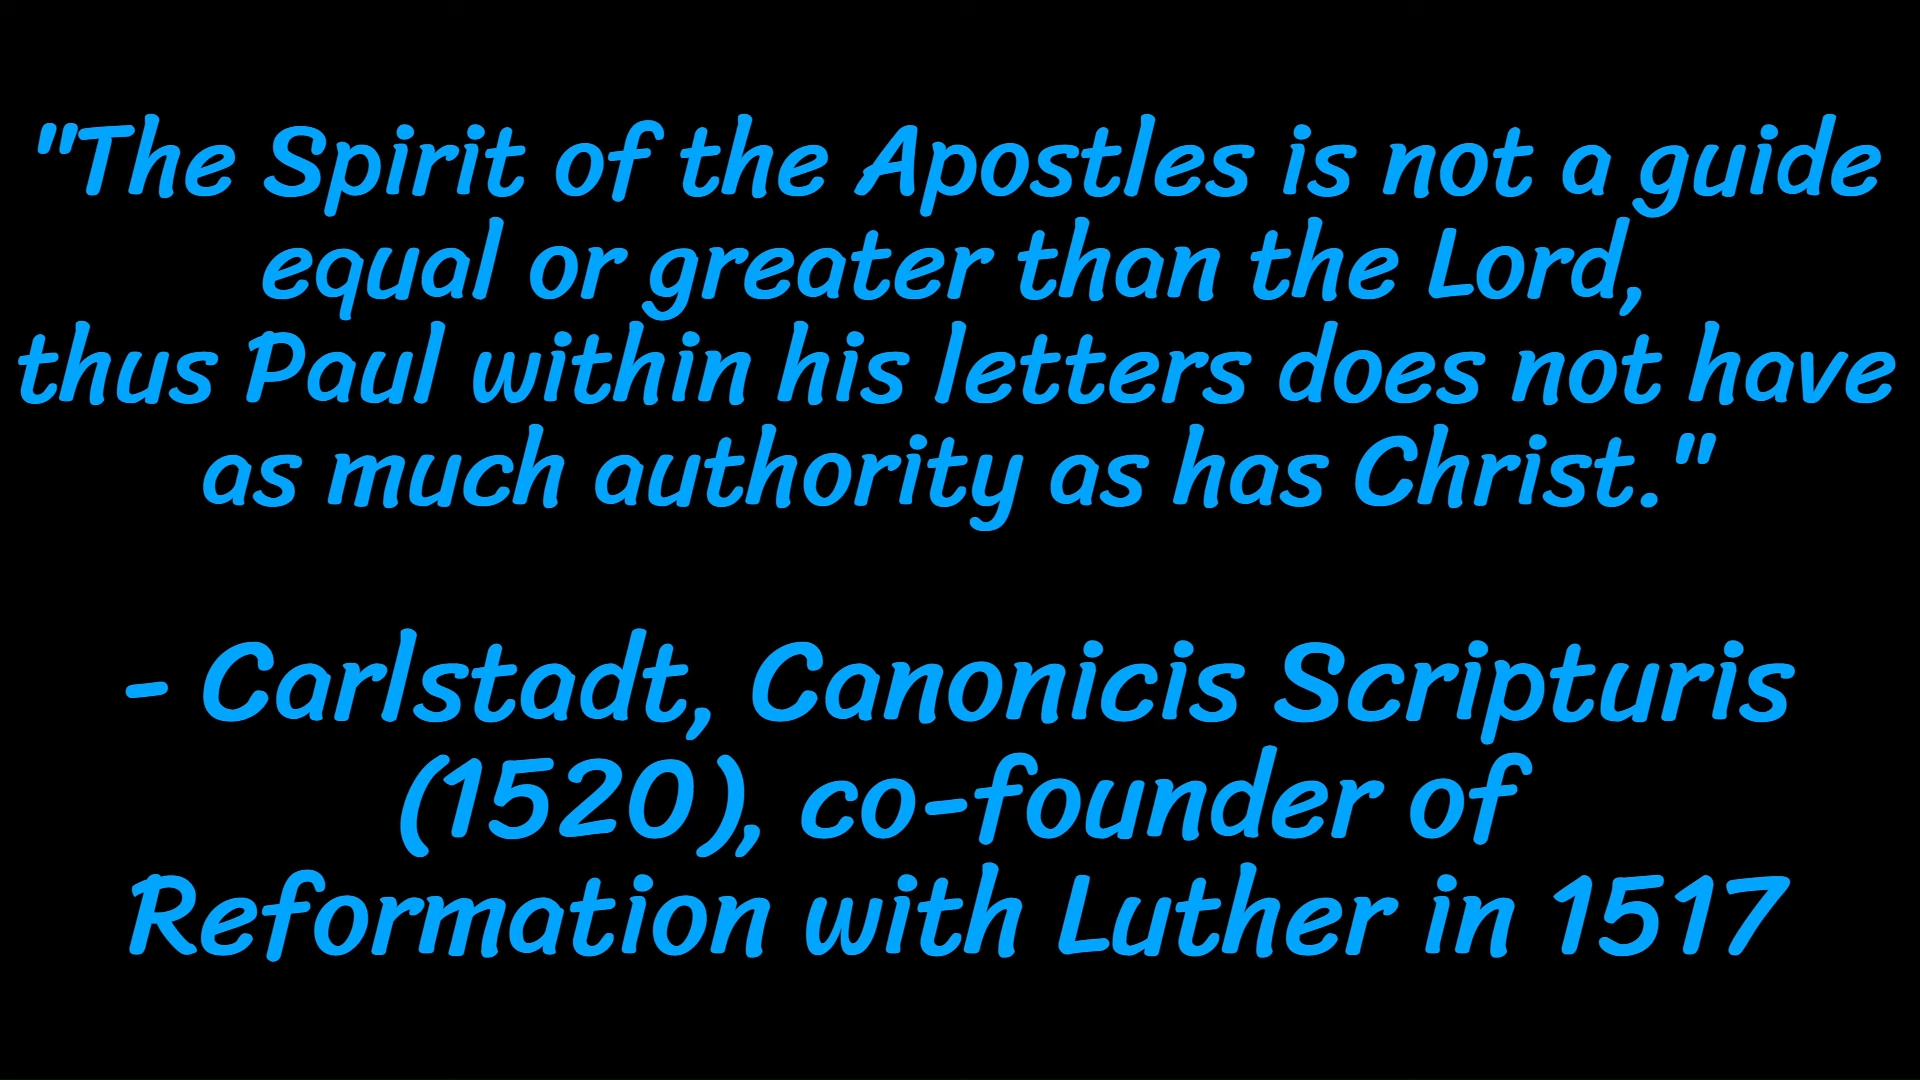 "The Spirit of the Apostles is not a guide
equal or greater than the Lord,
thus Paul within his letters does not have
as much authority as has Christ."
- Carlstadt, Canonicis Scripturis
(1520), co-founder of
Reformation with Luther in 1517